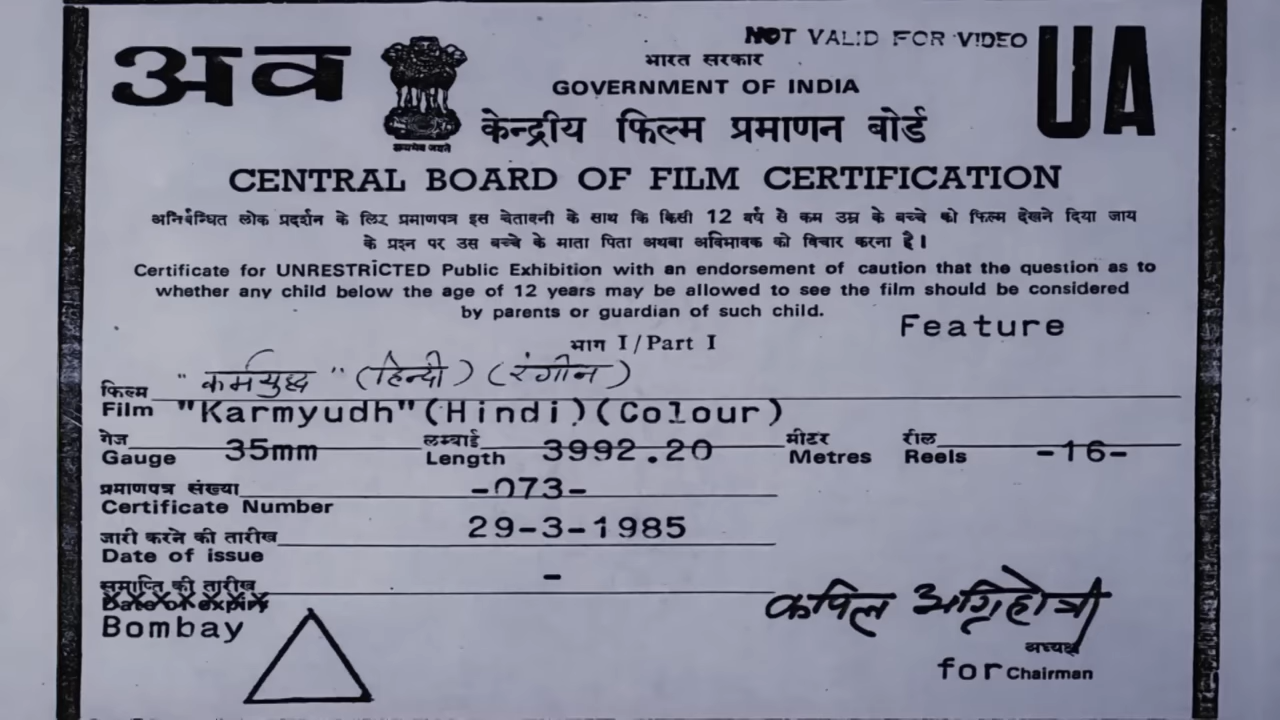 अव
NOT VALID FOR VIDEO
UA
भारत सरकार
GOVERNMENT OF INDIA
केन्द्रीय फिल्म प्रमाणन बोर्ड
सत्यमेव जयते
CENTRAL BOARD OF FILM CERTIFICATION
अनिर्बन्धित लोक प्रदर्शन के लिए प्रमाणपत्र इस चेतावनी के साथ कि किसी 12 वर्ष से कम उम्र के बच्चे को फिल्म देखने दिया जाय
के प्रश्न पर उस बच्चे के माता पिता अथबा अविभावक को विचार करना है।
Certificate for UNRESTRICTED Public Exhibition with an endorsement of caution that the question as to
whether any child below the age of 12 years may be allowed to see the film should be considered
by parents or guardian of such child.
Feature
भाग I/Part I
फिल्म "कर्मयुद्ध" (हिन्दी) (रंगीन)
Film "Karmyudh"(Hindi)(Colour)
गेज लम्बाई मीटर रील
Gauge 35mm Length 3992.20 Metres Reels -16-
प्रमाणपत्र संख्या -073-
Certificate Number
जारी करने की तारीख 29-3-1985
Date of issue
समाप्ति की तारीख -
Date of expiry
Bombay
कपिल अग्निहोत्री
अध्यक्ष
for Chairman